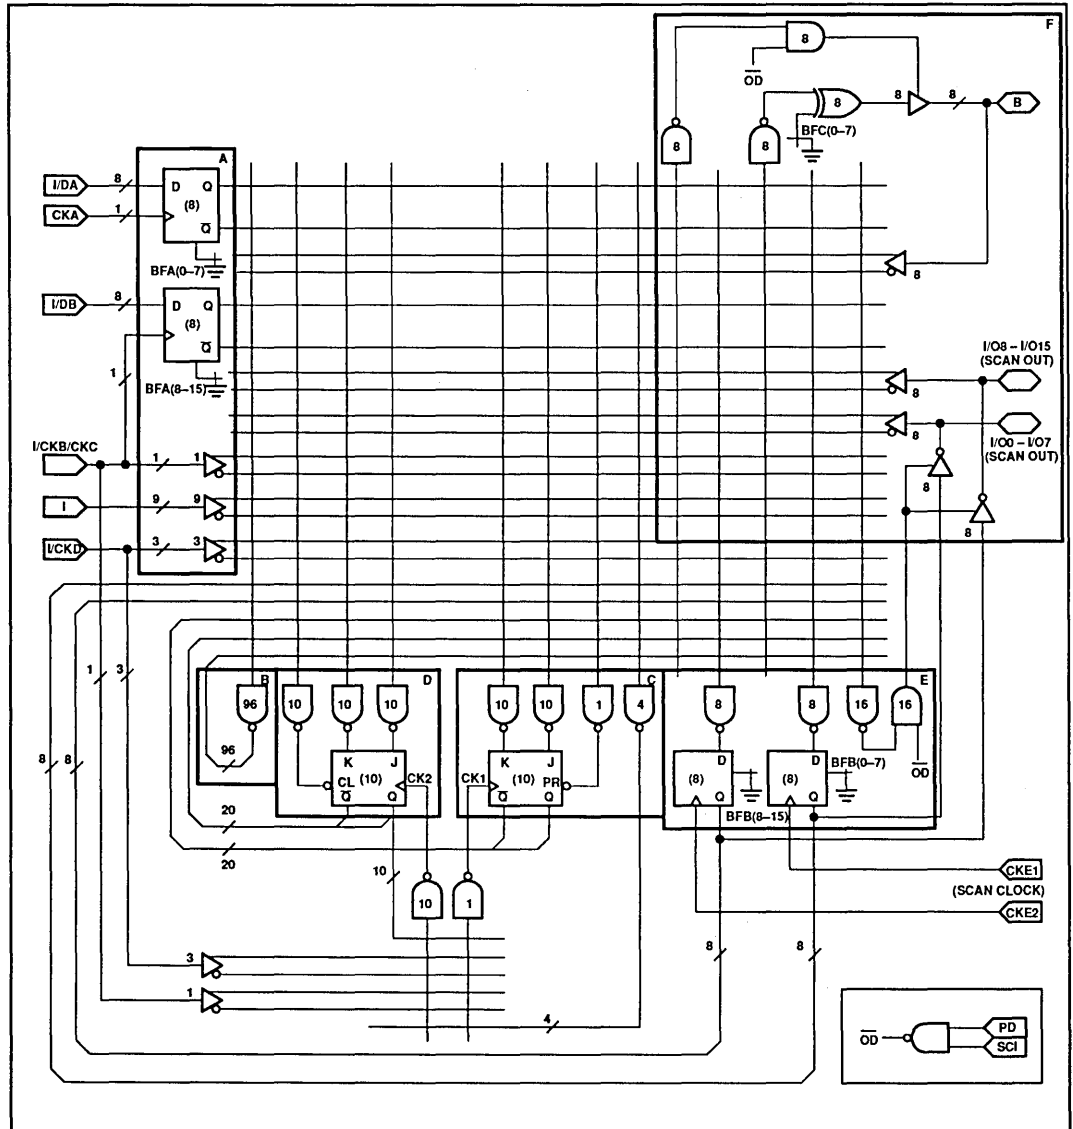 F
8
OD
8
8
8
B
8
8
BFC(0–7)
A
I/DA
8
D Q
(8)
Q
CKA
1
BFA(0–7)
8
I/DB
8
D Q
(8)
Q
1
BFA(8–15)
I/O8 – I/O15
(SCAN OUT)
8
I/CKB/CKC
8
I/O0 – I/O7
(SCAN OUT)
1
1
8
I
9
9
8
I/CKD
3
3
1
3
B
D
C
E
96
10
10
10
10
10
1
4
8
8
16
16
96
8
8
K J
CL (10) CK2
Q Q
K J
CK1 (10) PR
Q Q
D
(8)
Q
D
(8)
Q
BFB(0–7)
OD
BFB(8–15)
20
20
10
10
1
CKE1
(SCAN CLOCK)
CKE2
3
8
8
1
4
OD
PD
SCI